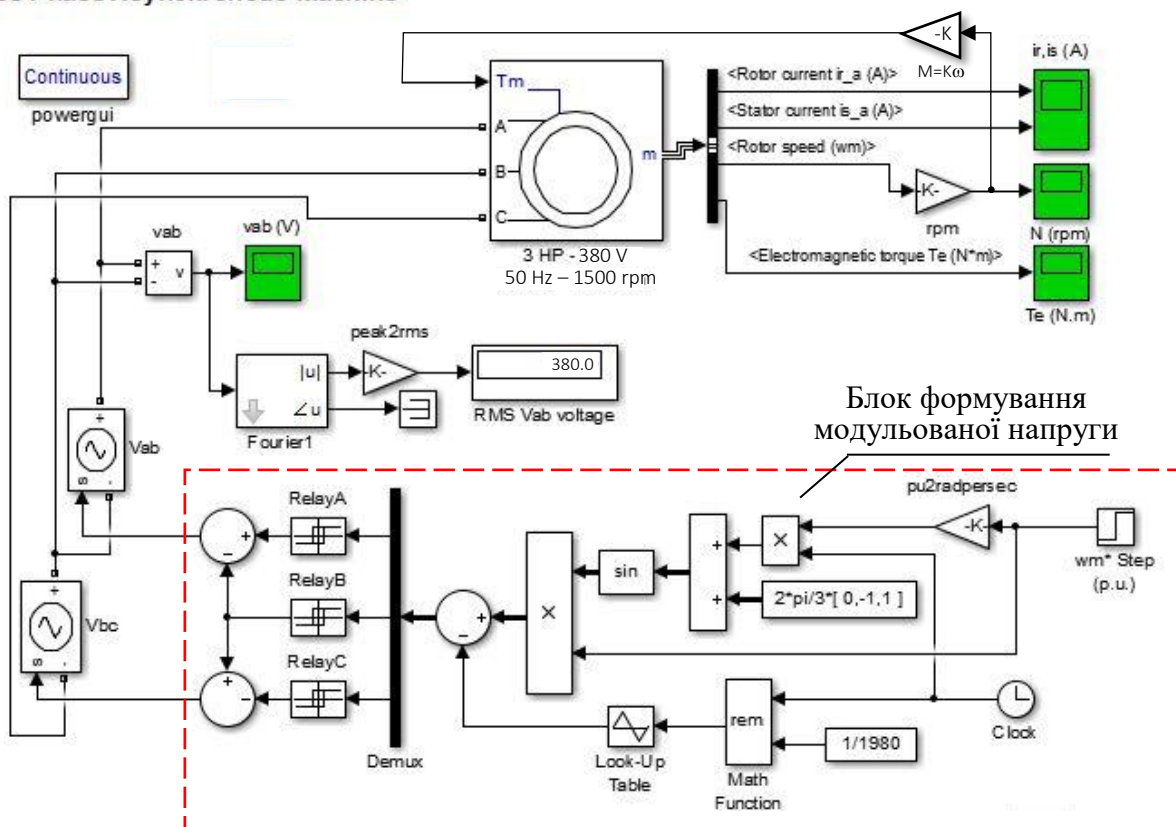 Continuous
powergui
Tm
A
B
C
m
3 HP - 380 V
50 Hz – 1500 rpm
-K
M=Kω
<Rotor current ir_a (A)>
<Stator current is_a (A)>
<Rotor speed (wm)>
<Electromagnetic torque Te (N*m)>
-K-
rpm
ir,is (A)
N (rpm)
Te (N.m)
vab
+
-
v
vab (V)
|u|
∠u
Fourier1
peak2rms
-K-
380.0
RMS Vab voltage
Блок формування
модульованої напруги
+
s
-
Vab
+
s
-
Vbc
RelayA
RelayB
RelayC
+
−
+
−
Demux
+
−
×
sin
+
+
×
pu2radpersec
-K-
wm* Step
(p.u.)
2*pi/3*[ 0,-1,1 ]
Look-Up
Table
rem
Math
Function
1/1980
Clock